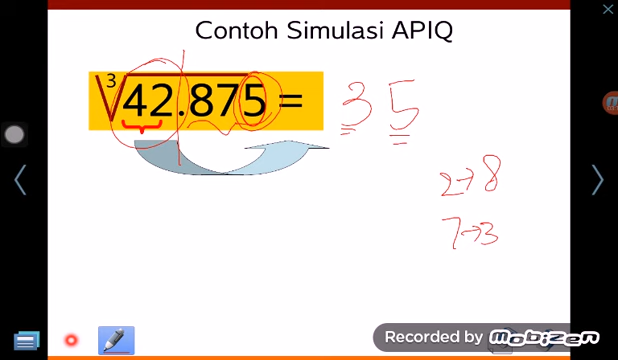 Contoh Simulasi APIQ
3√42.875 = 35
2→8
7→3
Recorded by
mobizen